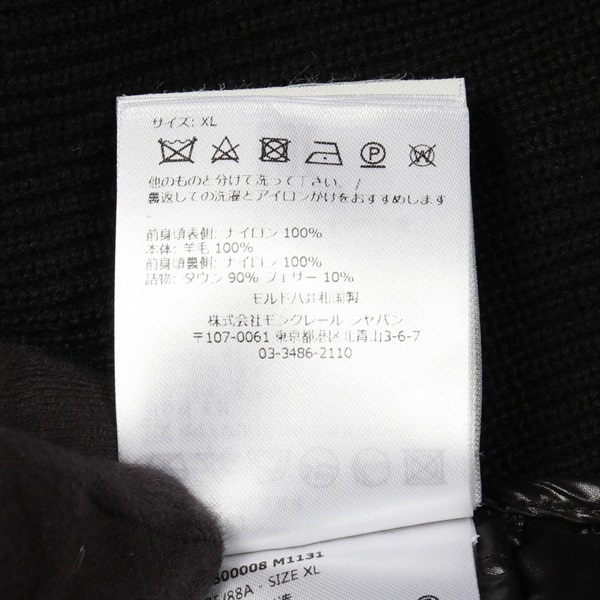 サイズ: XL
他のものと分けて洗って下さい。/
裏返しての洗濯とアイロンがけをおすすめします
前身頃表側: ナイロン 100%
本体: 羊毛 100%
前身頃裏側: ナイロン 100%
詰物: ダウン 90% フェザー 10%
モルドバ共和国製
株式会社モンクレール ジャパン
〒107-0061 東京都港区北青山3-6-7
03-3486-2110
00008 M1131
/88A - SIZE XL